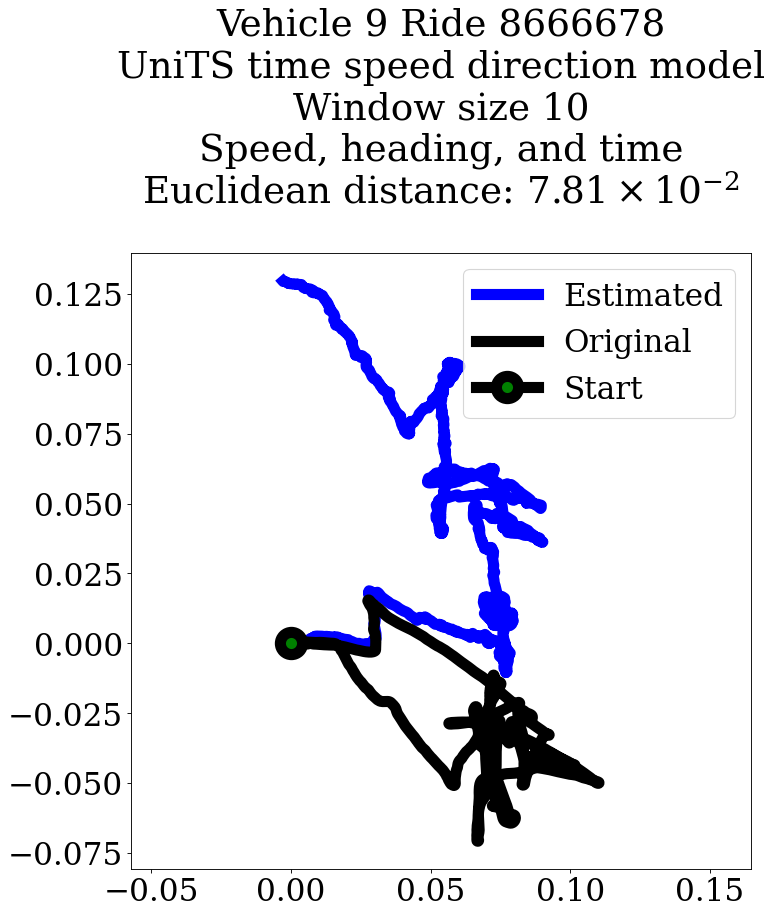 Vehicle 9 Ride 8666678
UniTS time speed direction model
Window size 10
Speed, heading, and time
Euclidean distance: 7.81 × 10⁻²
Estimated
Original
Start
0.125
0.100
0.075
0.050
0.025
0.000
−0.025
−0.050
−0.075
−0.05 0.00 0.05 0.10 0.15